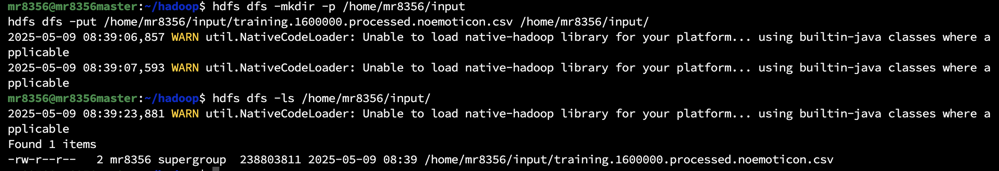 mr8356@mr8356master:~/hadoop$ hdfs dfs -mkdir -p /home/mr8356/input
hdfs dfs -put /home/mr8356/input/training.1600000.processed.noemoticon.csv /home/mr8356/input/
2025-05-09 08:39:06,857 WARN util.NativeCodeLoader: Unable to load native-hadoop library for your platform... using builtin-java classes where a
pplicable
2025-05-09 08:39:07,593 WARN util.NativeCodeLoader: Unable to load native-hadoop library for your platform... using builtin-java classes where a
pplicable
mr8356@mr8356master:~/hadoop$ hdfs dfs -ls /home/mr8356/input/
2025-05-09 08:39:23,881 WARN util.NativeCodeLoader: Unable to load native-hadoop library for your platform... using builtin-java classes where a
pplicable
Found 1 items
-rw-r--r--   2 mr8356 supergroup  238803811 2025-05-09 08:39 /home/mr8356/input/training.1600000.processed.noemoticon.csv